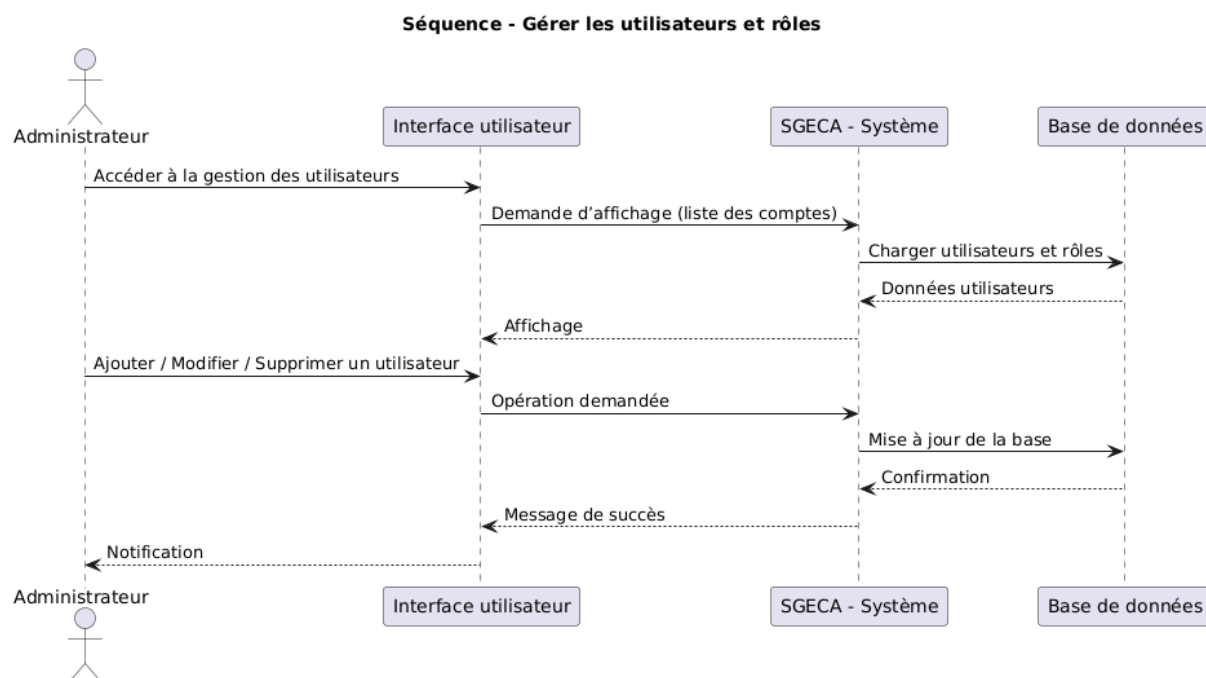 Séquence - Gérer les utilisateurs et rôles
Administrateur
Interface utilisateur
SGECA - Système
Base de données
Accéder à la gestion des utilisateurs
Demande d’affichage (liste des comptes)
Charger utilisateurs et rôles
Données utilisateurs
Affichage
Ajouter / Modifier / Supprimer un utilisateur
Opération demandée
Mise à jour de la base
Confirmation
Message de succès
Notification
Administrateur
Interface utilisateur
SGECA - Système
Base de données